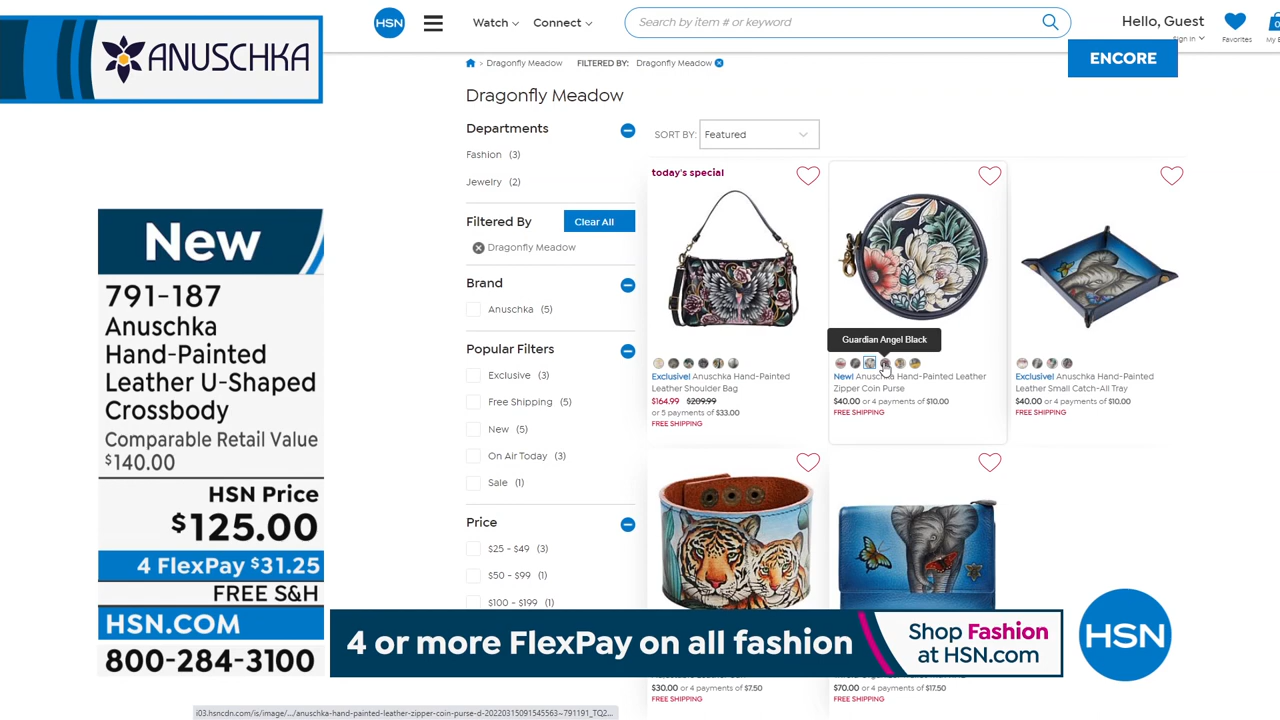 ANUSCHKA
HSN
Watch
Connect
Search by item # or keyword
Hello, Guest
Sign In
Favorites
ENCORE
> Dragonfly Meadow
FILTERED BY:
Dragonfly Meadow
Dragonfly Meadow
Departments
Fashion (3)
Jewelry (2)
Filtered By
Clear All
Dragonfly Meadow
Brand
Anuschka (5)
Popular Filters
Exclusive (3)
Free Shipping (5)
New (5)
On Air Today (3)
Sale (1)
Price
$25 - $49 (3)
$50 - $99 (1)
$100 - $199 (1)
SORT BY:
Featured
today's special
Exclusive! Anuschka Hand-Painted
Leather Shoulder Bag
$164.99 $209.99
or 5 payments of $33.00
FREE SHIPPING
Guardian Angel Black
New! Anuschka Hand-Painted Leather
Zipper Coin Purse
$40.00 or 4 payments of $10.00
FREE SHIPPING
Exclusive! Anuschka Hand-Painted
Leather Small Catch-All Tray
$40.00 or 4 payments of $10.00
FREE SHIPPING
$30.00 or 4 payments of $7.50
FREE SHIPPING
$70.00 or 4 payments of $17.50
FREE SHIPPING
New
791-187
Anuschka
Hand-Painted
Leather U-Shaped
Crossbody
Comparable Retail Value
$140.00
HSN Price
$125.00
4 FlexPay $31.25
FREE S&H
HSN.COM
800-284-3100
4 or more FlexPay on all fashion
Shop Fashion
at HSN.com
HSN